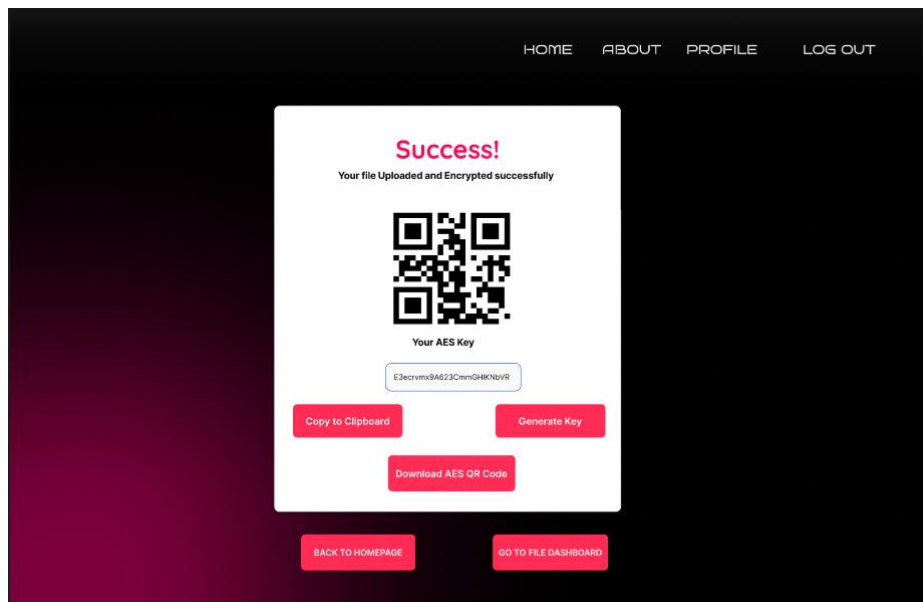 HOME ABOUT PROFILE LOG OUT
Success!
Your file Uploaded and Encrypted successfully
Your AES Key
Copy to Clipboard Generate Key
Download AES QR Code
BACK TO HOMEPAGE GO TO FILE DASHBOARD